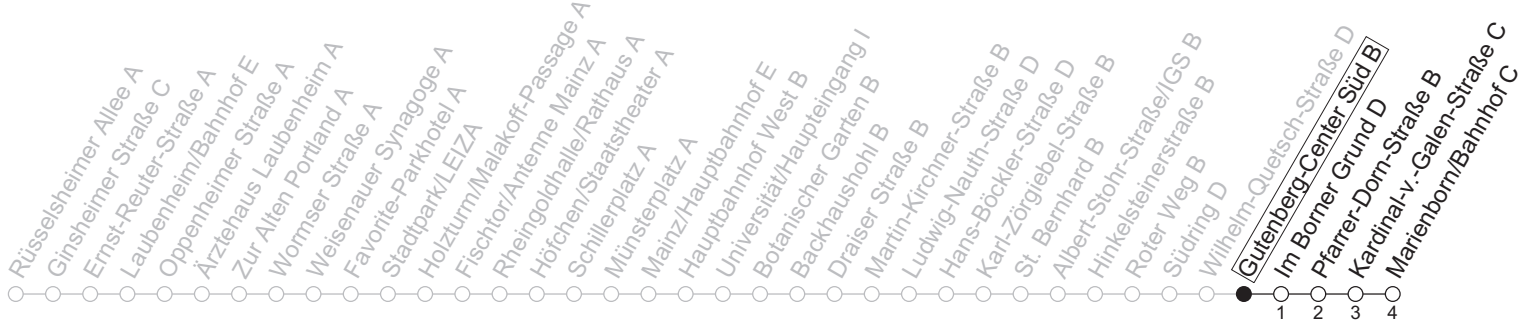 Rüsselsheimer Allee A
Ginsheimer Straße C
Ernst-Reuter-Straße A
Laubenheim/Bahnhof E
Oppenheimer Straße A
Ärztehaus Laubenheim A
Zur Alten Portland A
Wormser Straße A
Weisenauer Synagoge A
Favorite-Parkhotel A
Stadtpark/LEIZA
Holzturm/Malakoff-Passage A
Fischtor/Antenne Mainz A
Rheingoldhalle/Rathaus A
Höfchen/Staatstheater A
Schillerplatz A
Münsterplatz A
Mainz/Hauptbahnhof E
Hauptbahnhof West B
Universität/Haupteingang I
Botanischer Garten B
Backhaushohl B
Draiser Straße B
Martin-Kirchner-Straße B
Ludwig-Nauth-Straße D
Hans-Böckler-Straße D
Karl-Zörgiebel-Straße B
St. Bernhard B
Albert-Stohr-Straße/IGS B
Hinkelsteinerstraße B
Roter Weg B
Südring D
Wilhelm-Quetsch-Straße D
Gutenberg-Center Süd B
Im Borner Grund D
Pfarrer-Dorn-Straße B
Kardinal-v.-Galen-Straße C
Marienborn/Bahnhof C
1 2 3 4